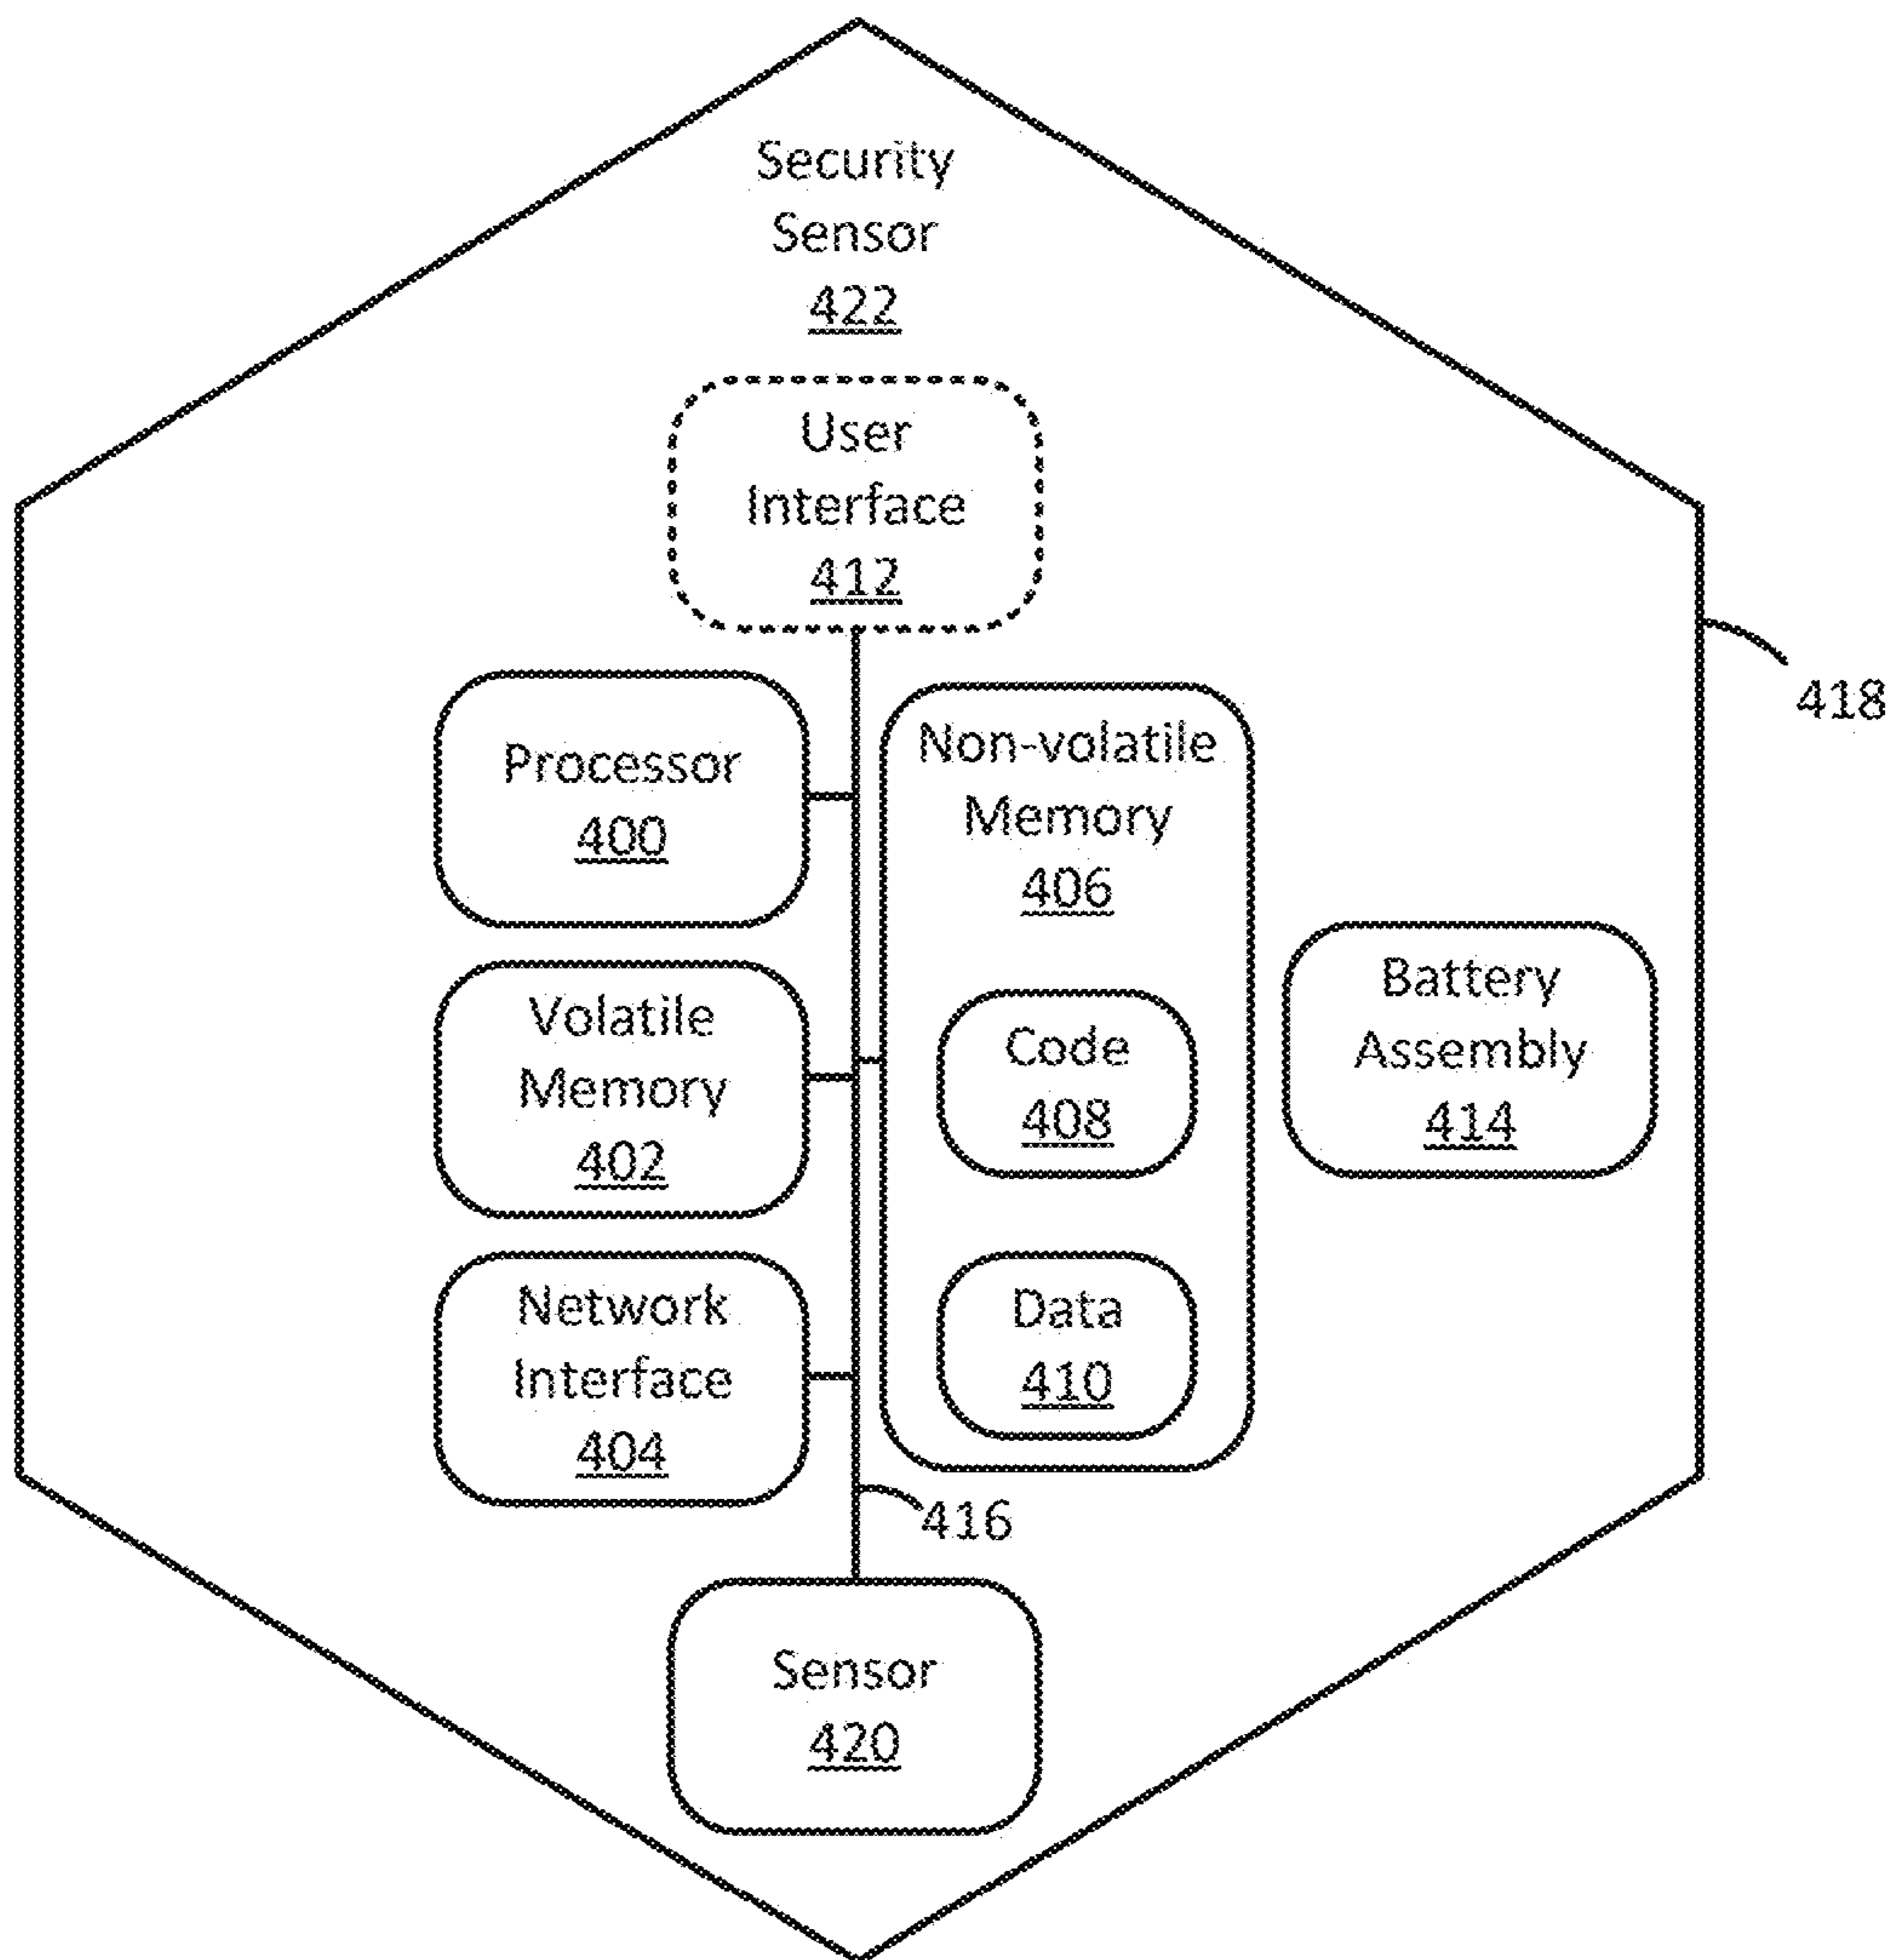 Security
Sensor
422
User
Interface
412
418
Processor
400
Non-volatile
Memory
406
Volatile
Memory
402
Code
408
Battery
Assembly
414
Network
Interface
404
Data
410
416
Sensor
420